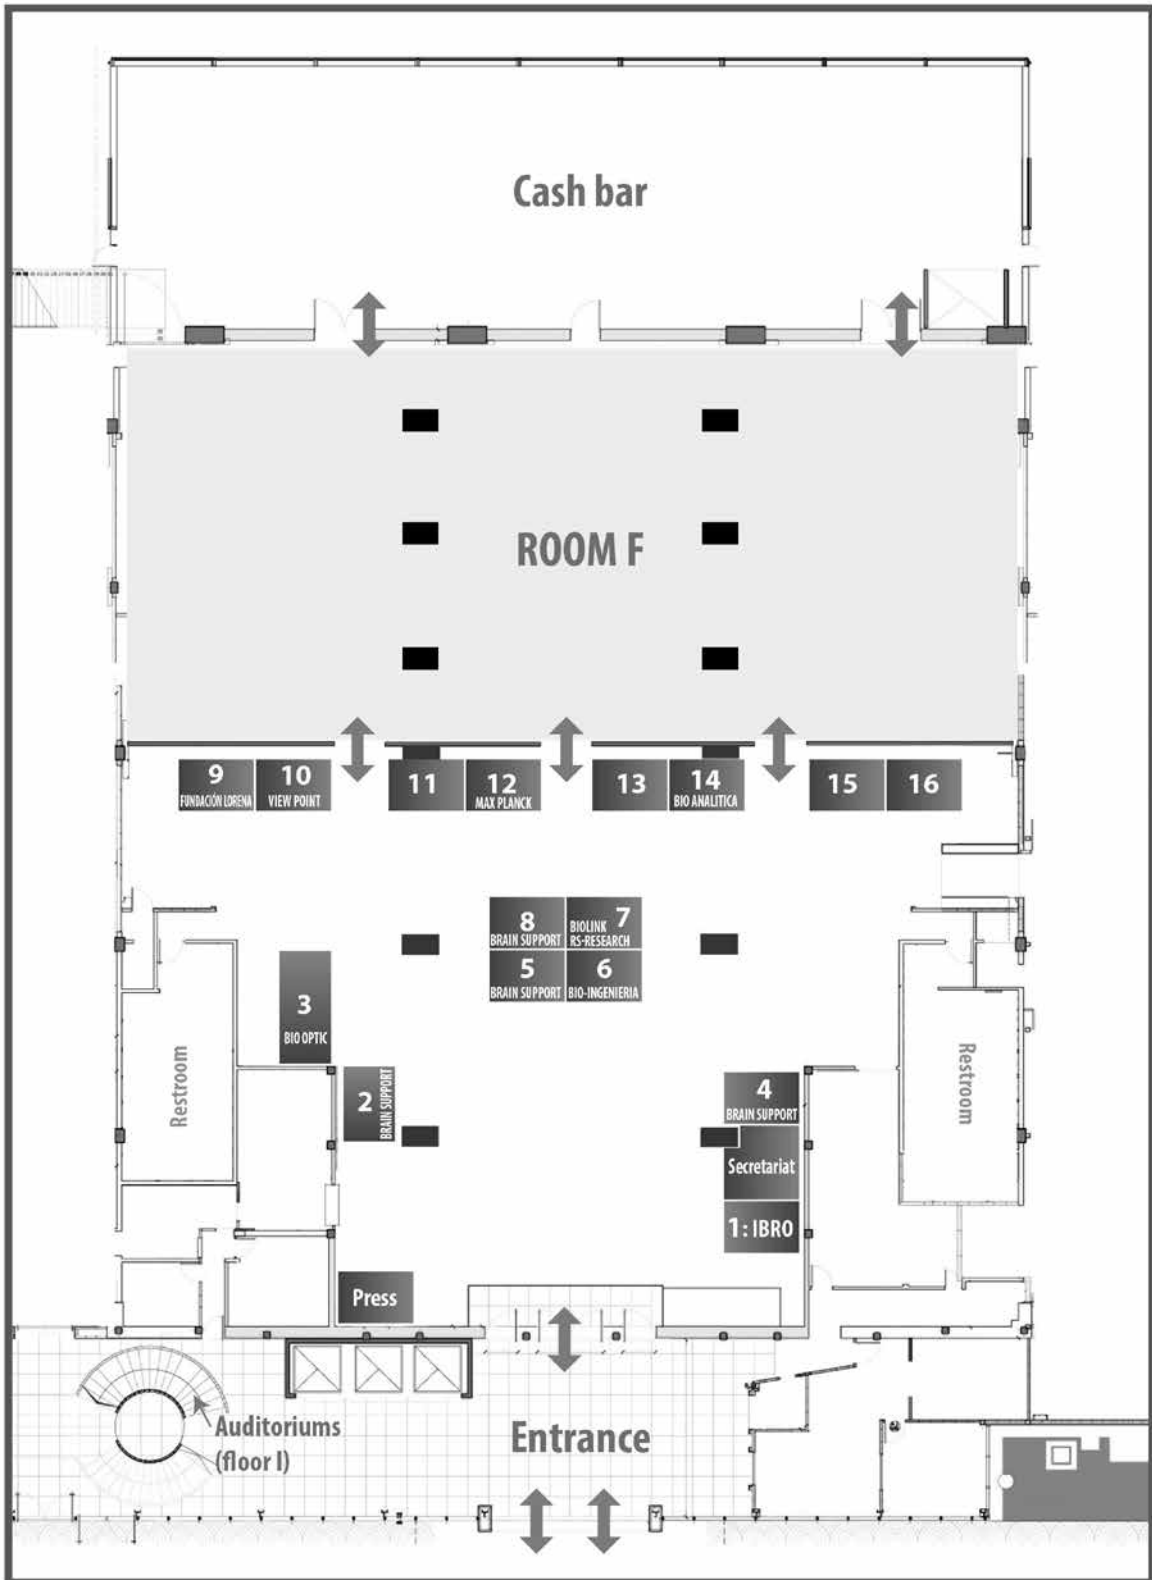 Cash bar
ROOM F
9
FUNDACIÓN LORENA
10
VIEW POINT
11
12
MAX PLANCK
13
14
BIO ANALITICA
15
16
8
BRAIN SUPPORT
BIOLINK 7
RS-RESEARCH
5
BRAIN SUPPORT
6
BIO-INGENIERIA
3
BIO OPTIC
Restroom
2
BRAIN SUPPORT
4
BRAIN SUPPORT
Secretariat
1: IBRO
Restroom
Press
Auditoriums
(floor I)
Entrance